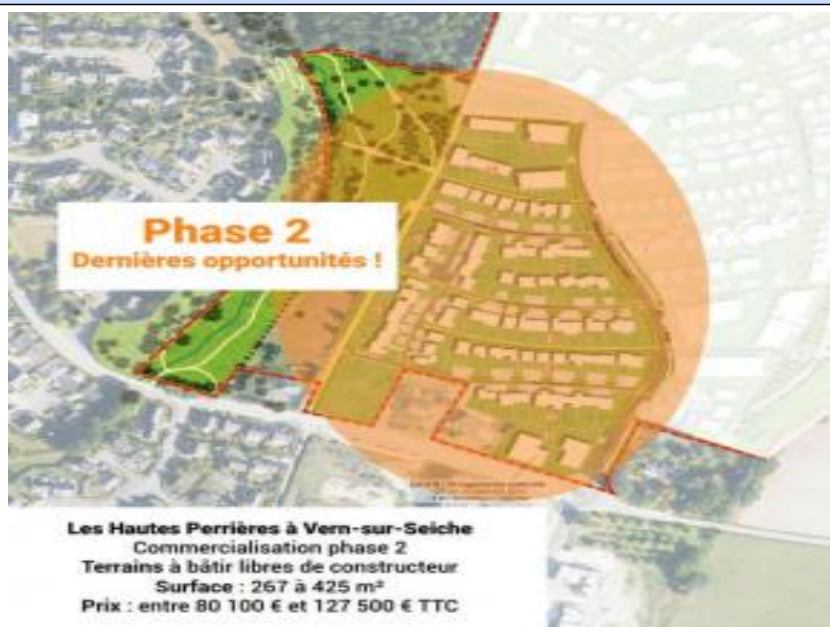 Phase 2
Dernières opportunités !
Les Hautes Perrières à Vern-sur-Seiche
Commercialisation phase 2
Terrains à bâtir libres de constructeur
Surface : 267 à 425 m²
Prix : entre 80 100 € et 127 500 € TTC